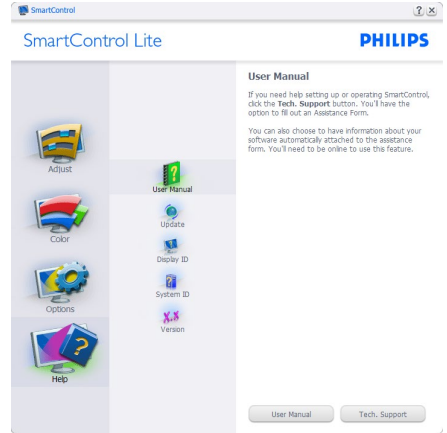 SmartControl
? X
SmartControl Lite
PHILIPS
Adjust
Color
Options
Help
User Manual
Update
Display ID
System ID
X.X
Version
User Manual
If you need help setting up or operating SmartControl,
click the Tech. Support button. You'll have the
option to fill out an Assistance Form.
You can also choose to have information about your
software automatically attached to the assistance
form. You'll need to be online to use this feature.
User Manual
Tech. Support